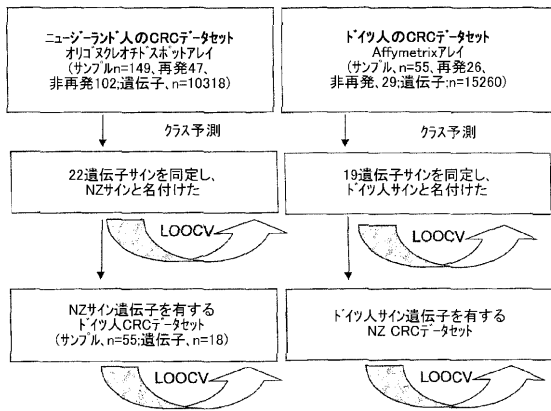 ニュージーランド人のCRCデータセット
オリゴヌクレオチドスポットアレイ
(サンプルn=149、再発47、
非再発102;遺伝子、n=10318)
ドイツ人のCRCデータセット
Affymetrixアレイ
(サンプル、n=55、再発26、
非再発、29;遺伝子;n=15260)
クラス予測
クラス予測
22遺伝子サインを同定し、
NZサインと名付けた
19遺伝子サインを同定し、
ドイツ人サインと名付けた
LOOCV
LOOCV
NZサイン遺伝子を有する
ドイツ人CRCデータセット
(サンプル、n=55;遺伝子、n=18)
ドイツ人サイン遺伝子を有する
NZ CRCデータセット
LOOCV
LOOCV